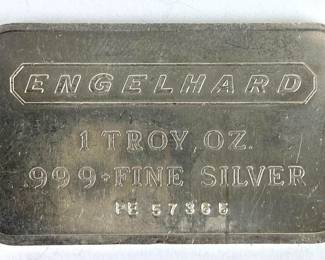 ENGELHARD
1 TROY OZ.
999+ FINE SILVER
PE 57365